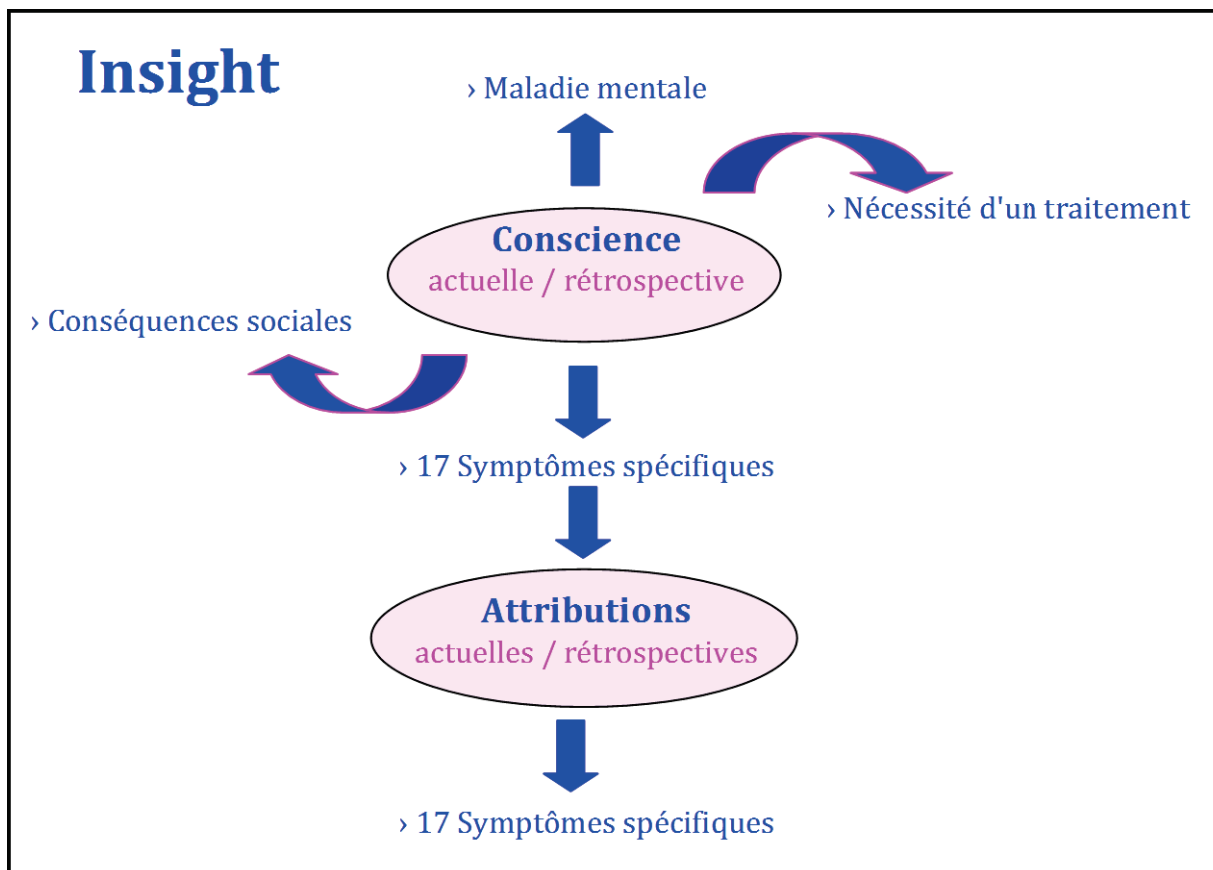 Insight
› Maladie mentale
› Nécessité d'un traitement
Conscience
actuelle / rétrospective
› Conséquences sociales
› 17 Symptômes spécifiques
Attributions
actuelles / rétrospectives
› 17 Symptômes spécifiques